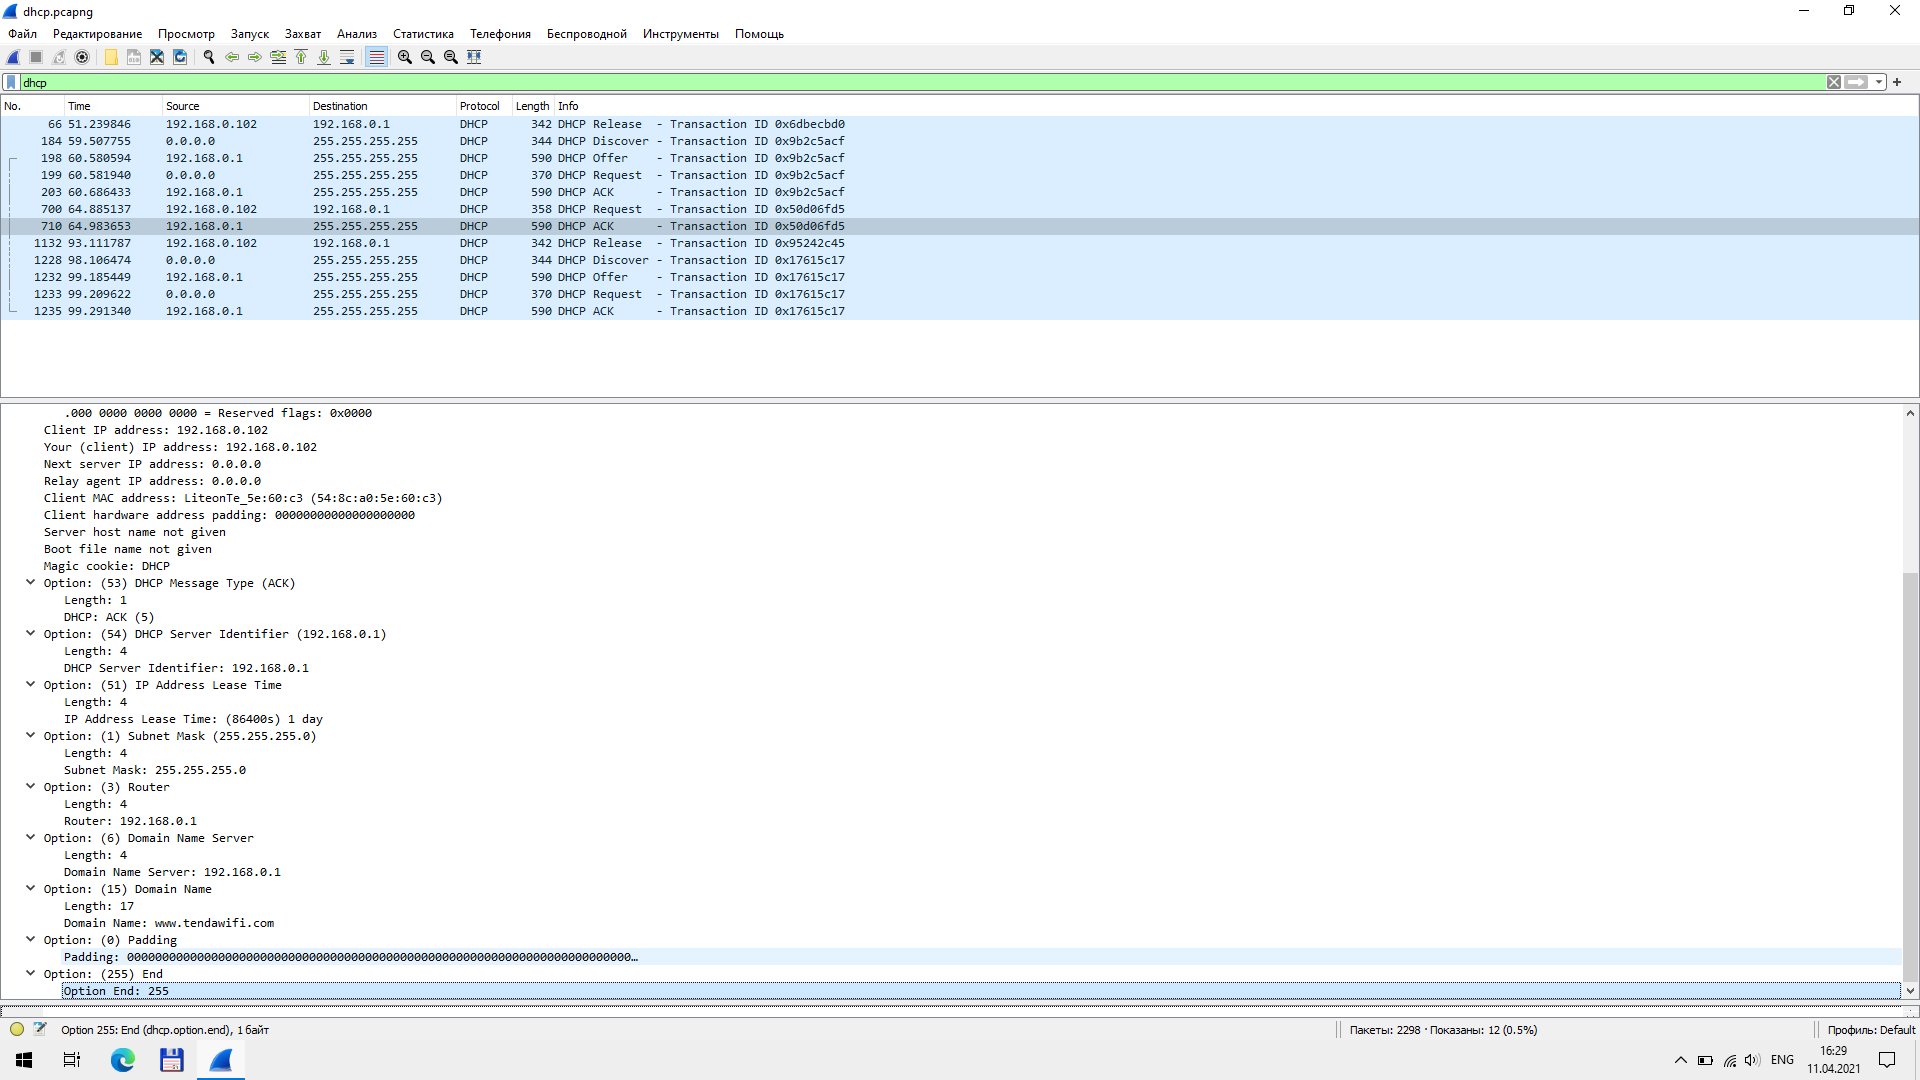 dhcp.pcapng
Файл Редактирование Просмотр Запуск Захват Анализ Статистика Телефония Беспроводной Инструменты Помощь
dhcp
No. Time Source Destination Protocol Length Info
66 51.239846 192.168.0.102 192.168.0.1 DHCP 342 DHCP Release - Transaction ID 0x6dbecbd0
184 59.507755 0.0.0.0 255.255.255.255 DHCP 344 DHCP Discover - Transaction ID 0x9b2c5acf
198 60.580594 192.168.0.1 255.255.255.255 DHCP 590 DHCP Offer - Transaction ID 0x9b2c5acf
199 60.581940 0.0.0.0 255.255.255.255 DHCP 370 DHCP Request - Transaction ID 0x9b2c5acf
203 60.686433 192.168.0.1 255.255.255.255 DHCP 590 DHCP ACK - Transaction ID 0x9b2c5acf
700 64.885137 192.168.0.102 192.168.0.1 DHCP 358 DHCP Request - Transaction ID 0x50d06fd5
710 64.983653 192.168.0.1 255.255.255.255 DHCP 590 DHCP ACK - Transaction ID 0x50d06fd5
1132 93.111787 192.168.0.102 192.168.0.1 DHCP 342 DHCP Release - Transaction ID 0x95242c45
1228 98.106474 0.0.0.0 255.255.255.255 DHCP 344 DHCP Discover - Transaction ID 0x17615c17
1232 99.185449 192.168.0.1 255.255.255.255 DHCP 590 DHCP Offer - Transaction ID 0x17615c17
1233 99.209622 0.0.0.0 255.255.255.255 DHCP 370 DHCP Request - Transaction ID 0x17615c17
1235 99.291340 192.168.0.1 255.255.255.255 DHCP 590 DHCP ACK - Transaction ID 0x17615c17
.000 0000 0000 0000 = Reserved flags: 0x0000
Client IP address: 192.168.0.102
Your (client) IP address: 192.168.0.102
Next server IP address: 0.0.0.0
Relay agent IP address: 0.0.0.0
Client MAC address: LiteonTe_5e:60:c3 (54:8c:a0:5e:60:c3)
Client hardware address padding: 00000000000000000000
Server host name not given
Boot file name not given
Magic cookie: DHCP
Option: (53) DHCP Message Type (ACK)
Length: 1
DHCP: ACK (5)
Option: (54) DHCP Server Identifier (192.168.0.1)
Length: 4
DHCP Server Identifier: 192.168.0.1
Option: (51) IP Address Lease Time
Length: 4
IP Address Lease Time: (86400s) 1 day
Option: (1) Subnet Mask (255.255.255.0)
Length: 4
Subnet Mask: 255.255.255.0
Option: (3) Router
Length: 4
Router: 192.168.0.1
Option: (6) Domain Name Server
Length: 4
Domain Name Server: 192.168.0.1
Option: (15) Domain Name
Length: 17
Domain Name: www.tendawifi.com
Option: (0) Padding
Padding: 000000000000000000000000000000000000000000000000000000000000000000000000…
Option: (255) End
Option End: 255
Option 255: End (dhcp.option.end), 1 байт
Пакеты: 2298 · Показаны: 12 (0.5%)
Профиль: Default
ENG
16:29
11.04.2021